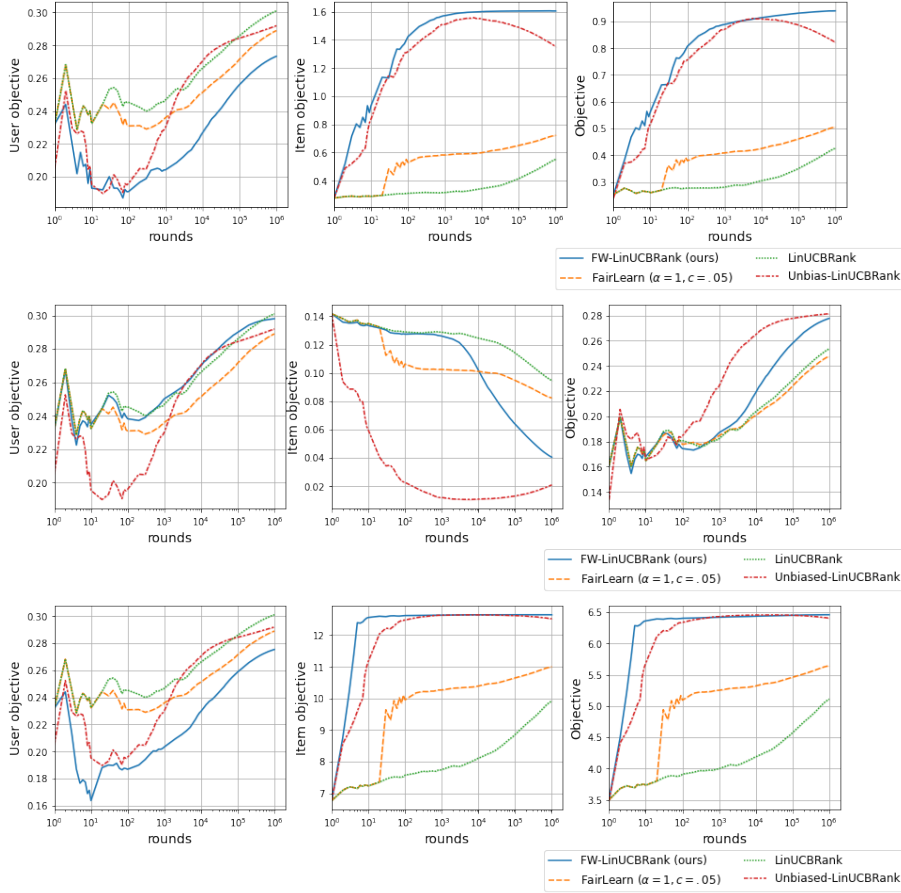 User objective
0.30
0.28
0.26
0.24
0.22
0.20
10^0 10^1 10^2 10^3 10^4 10^5 10^6
rounds
Item objective
1.6
1.4
1.2
1.0
0.8
0.6
0.4
10^0 10^1 10^2 10^3 10^4 10^5 10^6
rounds
Objective
0.9
0.8
0.7
0.6
0.5
0.4
0.3
10^0 10^1 10^2 10^3 10^4 10^5 10^6
rounds
FW-LinUCBRank (ours) LinUCBRank
FairLearn (α = 1, c = .05) Unbias-LinUCBRank
User objective
0.30
0.28
0.26
0.24
0.22
0.20
10^0 10^1 10^2 10^3 10^4 10^5 10^6
rounds
Item objective
0.14
0.12
0.10
0.08
0.06
0.04
0.02
10^0 10^1 10^2 10^3 10^4 10^5 10^6
rounds
Objective
0.28
0.26
0.24
0.22
0.20
0.18
0.16
0.14
10^0 10^1 10^2 10^3 10^4 10^5 10^6
rounds
FW-LinUCBRank (ours) LinUCBRank
FairLearn (α = 1, c = .05) Unbiased-LinUCBRank
User objective
0.30
0.28
0.26
0.24
0.22
0.20
0.18
0.16
10^0 10^1 10^2 10^3 10^4 10^5 10^6
rounds
Item objective
12
11
10
9
8
7
10^0 10^1 10^2 10^3 10^4 10^5 10^6
rounds
Objective
6.5
6.0
5.5
5.0
4.5
4.0
3.5
10^0 10^1 10^2 10^3 10^4 10^5 10^6
rounds
FW-LinUCBRank (ours) LinUCBRank
FairLearn (α = 1, c = .05) Unbiased-LinUCBRank